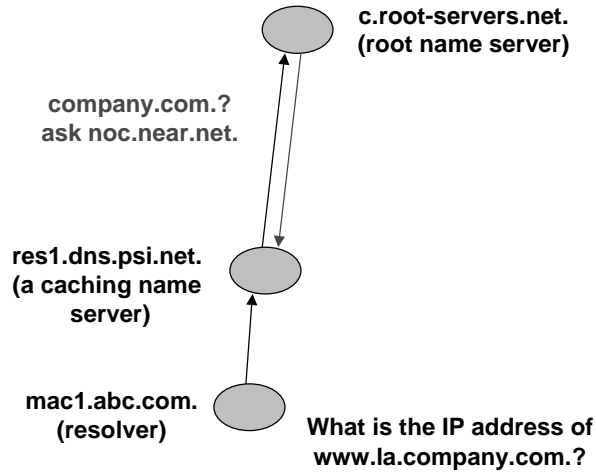 c.root-servers.net.
(root name server)
company.com.?
ask noc.near.net.
res1.dns.psi.net.
(a caching name
server)
mac1.abc.com.
(resolver)
What is the IP address of
www.la.company.com.?